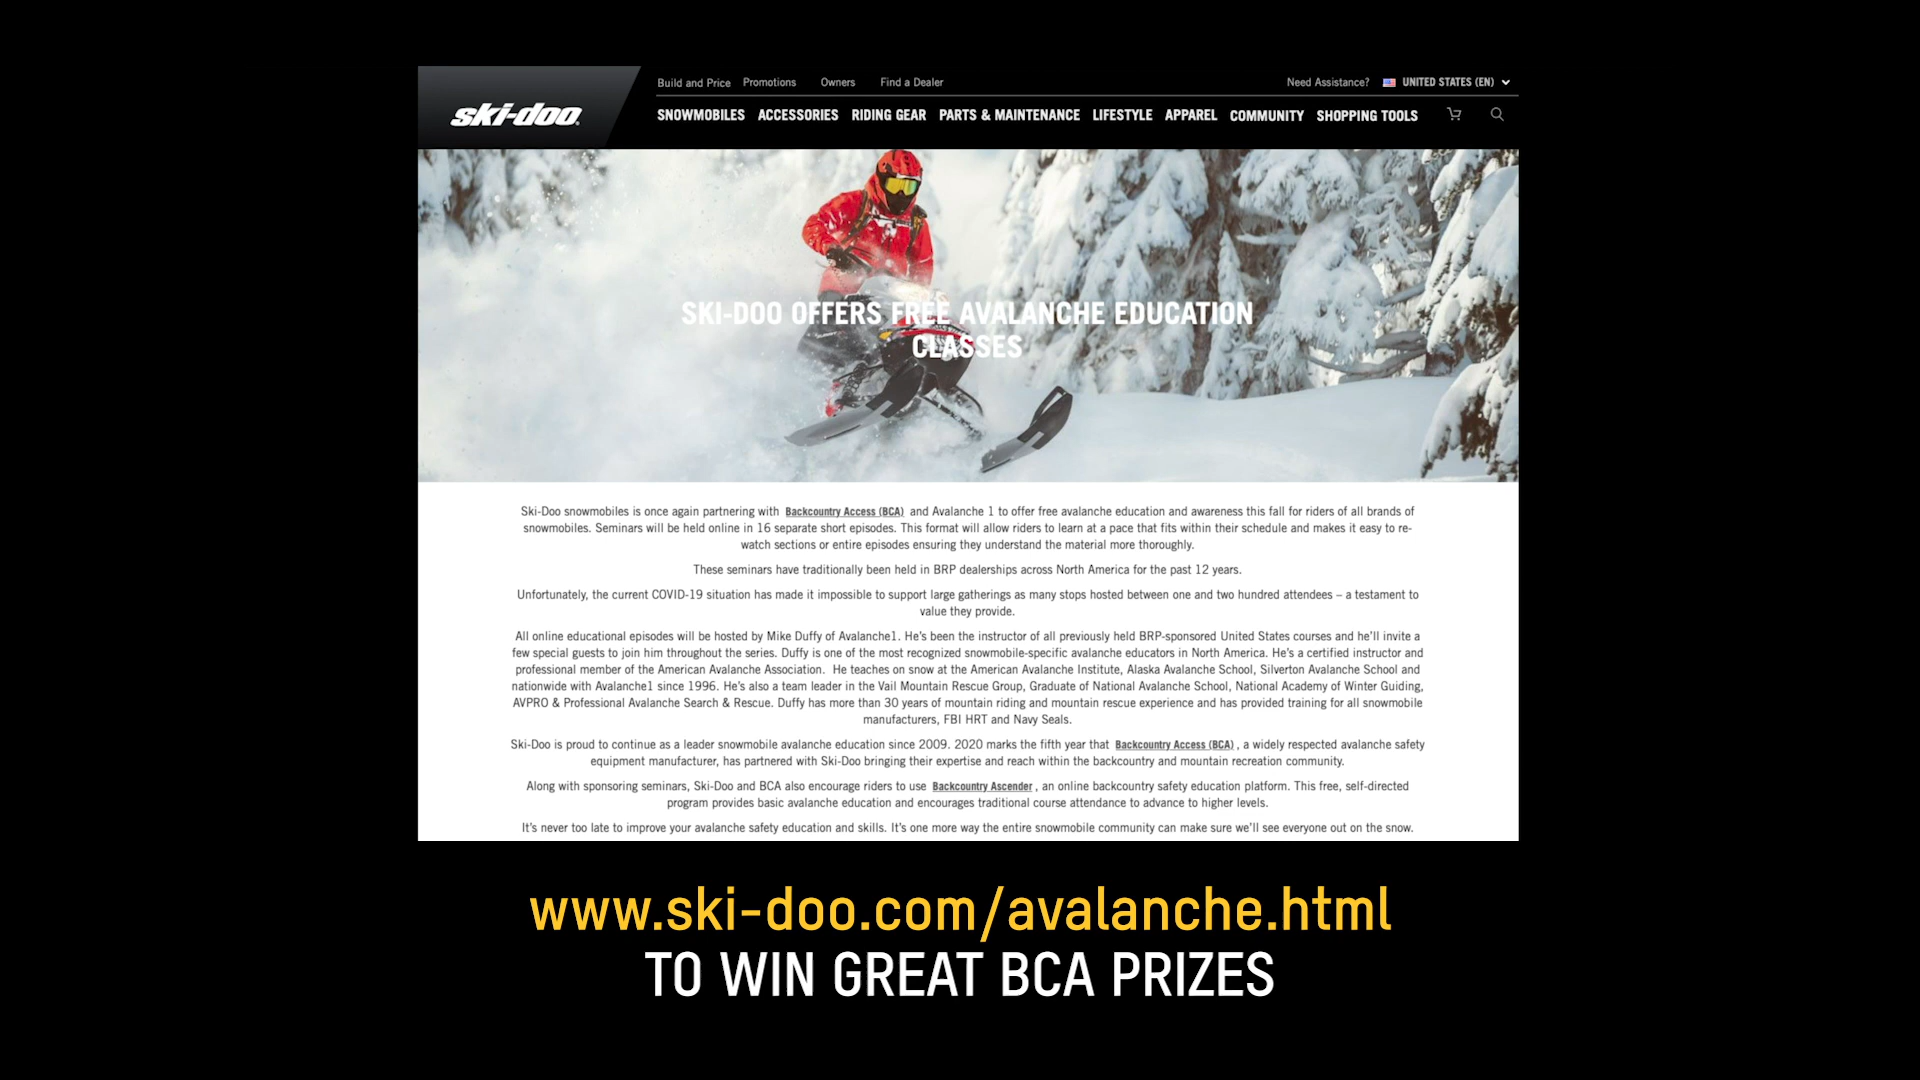 Build and Price Promotions Owners Find a Dealer Need Assistance? UNITED STATES (EN)
ski-doo
SNOWMOBILES ACCESSORIES RIDING GEAR PARTS & MAINTENANCE LIFESTYLE APPAREL COMMUNITY SHOPPING TOOLS
SKI-DOO OFFERS FREE AVALANCHE EDUCATION
CLASSES
Ski-Doo snowmobiles is once again partnering with Backcountry Access (BCA) and Avalanche 1 to offer free avalanche education and awareness this fall for riders of all brands of
snowmobiles. Seminars will be held online in 16 separate short episodes. This format will allow riders to learn at a pace that fits within their schedule and makes it easy to re-
watch sections or entire episodes ensuring they understand the material more thoroughly.
These seminars have traditionally been held in BRP dealerships across North America for the past 12 years.
Unfortunately, the current COVID-19 situation has made it impossible to support large gatherings as many stops hosted between one and two hundred attendees – a testament to
value they provide.
All online educational episodes will be hosted by Mike Duffy of Avalanche1. He's been the instructor of all previously held BRP-sponsored United States courses and he'll invite a
few special guests to join him throughout the series. Duffy is one of the most recognized snowmobile-specific avalanche educators in North America. He's a certified instructor and
professional member of the American Avalanche Association. He teaches on snow at the American Avalanche Institute, Alaska Avalanche School, Silverton Avalanche School and
nationwide with Avalanche1 since 1996. He's also a team leader in the Vail Mountain Rescue Group, Graduate of National Avalanche School, National Academy of Winter Guiding,
AVPRO & Professional Avalanche Search & Rescue. Duffy has more than 30 years of mountain riding and mountain rescue experience and has provided training for all snowmobile
manufacturers, FBI HRT and Navy Seals.
Ski-Doo is proud to continue as a leader snowmobile avalanche education since 2009. 2020 marks the fifth year that Backcountry Access (BCA), a widely respected avalanche safety
equipment manufacturer, has partnered with Ski-Doo bringing their expertise and reach within the backcountry and mountain recreation community.
Along with sponsoring seminars, Ski-Doo and BCA also encourage riders to use Backcountry Ascender, an online backcountry safety education platform. This free, self-directed
program provides basic avalanche education and encourages traditional course attendance to advance to higher levels.
It's never too late to improve your avalanche safety education and skills. It's one more way the entire snowmobile community can make sure we'll see everyone out on the snow.
www.ski-doo.com/avalanche.html
TO WIN GREAT BCA PRIZES